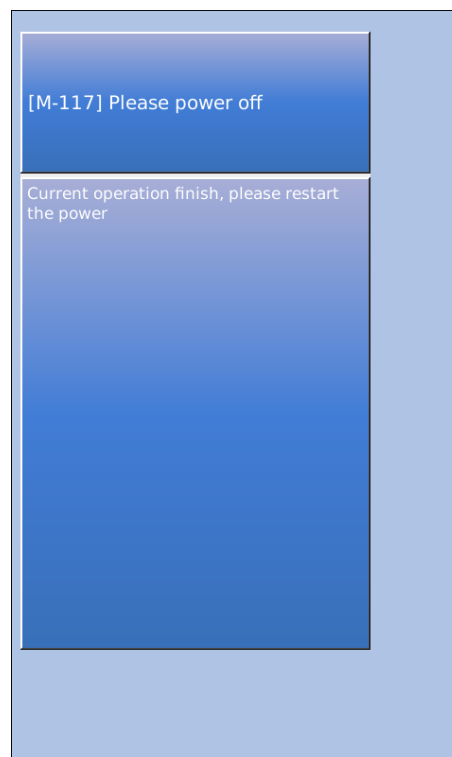 [M-117] Please power off
Current operation finish, please restart
the power